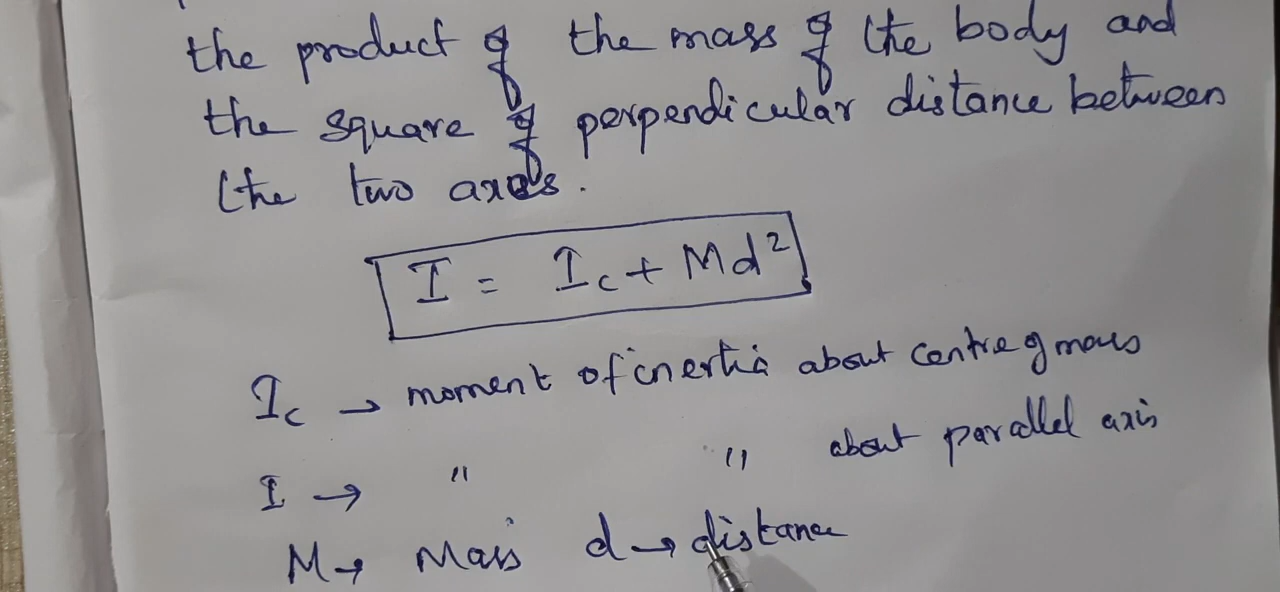 the product of the mass of the body and
the square of perpendicular distance between
the two axes.
I = Ic + Md²
Ic → moment of inertia about centre of mass
I → " " about parallel axis
M → Mass d → distance